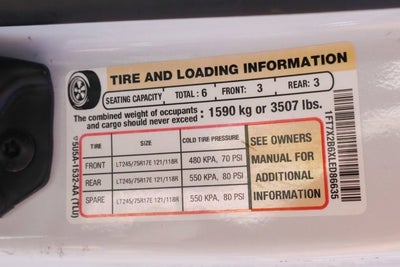 TIRE AND LOADING INFORMATION
SEATING CAPACITY TOTAL : 6 FRONT: 3 REAR: 3
The combined weight of occupants and cargo should never exceed : 1590 kg or 3507 lbs.
TIRE SIZE COLD TIRE PRESSURE
FRONT LT245/75R17E 121/118R 480 KPA, 70 PSI
REAR LT245/75R17E 121/118R 550 KPA, 80 PSI
SPARE LT245/75R17E 121/118R 550 KPA, 80 PSI
SEE OWNERS
MANUAL FOR
ADDITIONAL
INFORMATION
1FT7X2B6XLED86635